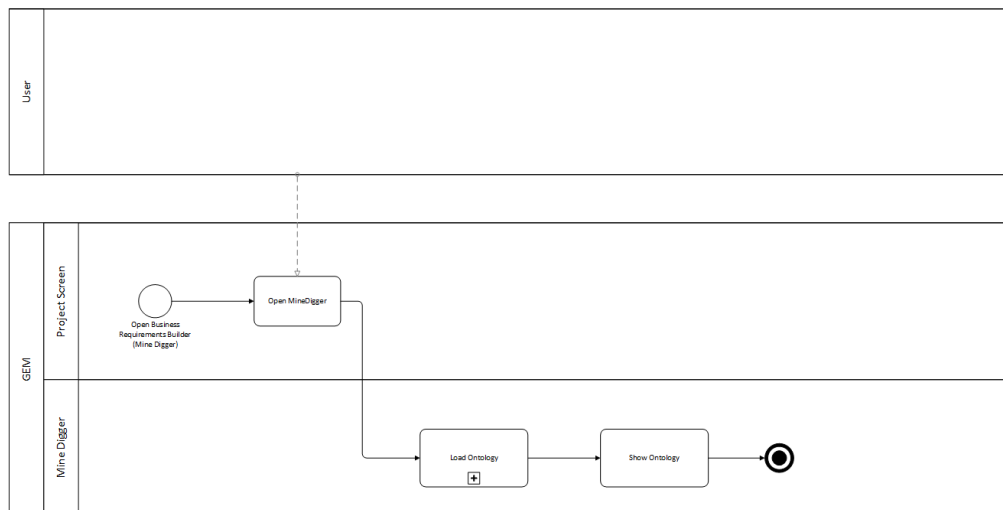 User
GEM
Project Screen
Open MineDigger
Open Business
Requirements Builder
(Mine Digger)
Mine Digger
Load Ontology
Show Ontology